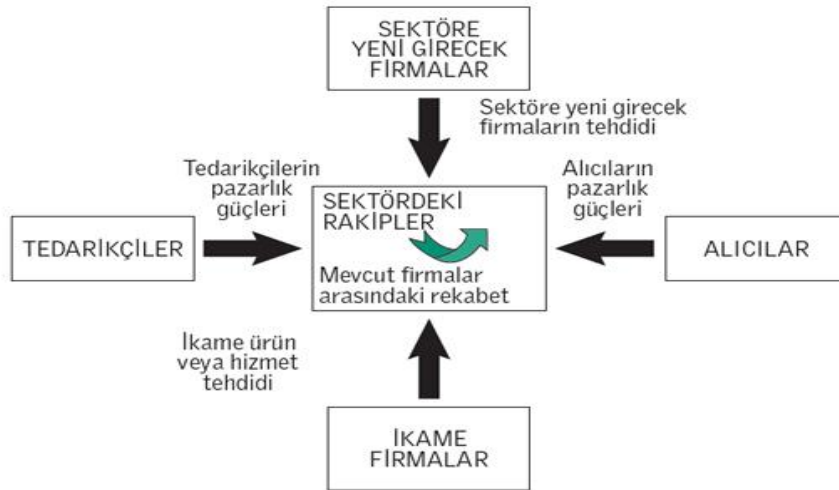 SEKTÖRE
YENİ GİRECEK
FİRMALAR
Sektöre yeni girecek
firmaların tehdidi
Tedarikçilerin
pazarlık
güçleri
Alıcıların
pazarlık
güçleri
TEDARİKÇİLER
SEKTÖRDEKİ
RAKİPLER
Mevcut firmalar
arasındaki rekabet
ALICILAR
İkame ürün
veya hizmet
tehdidi
İKAME
FİRMALAR